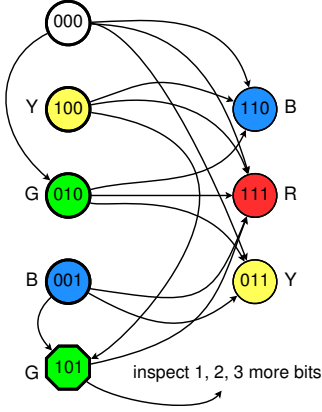 000
Y 100
110 B
G 010
111 R
B 001
011 Y
G 101
inspect 1, 2, 3 more bits